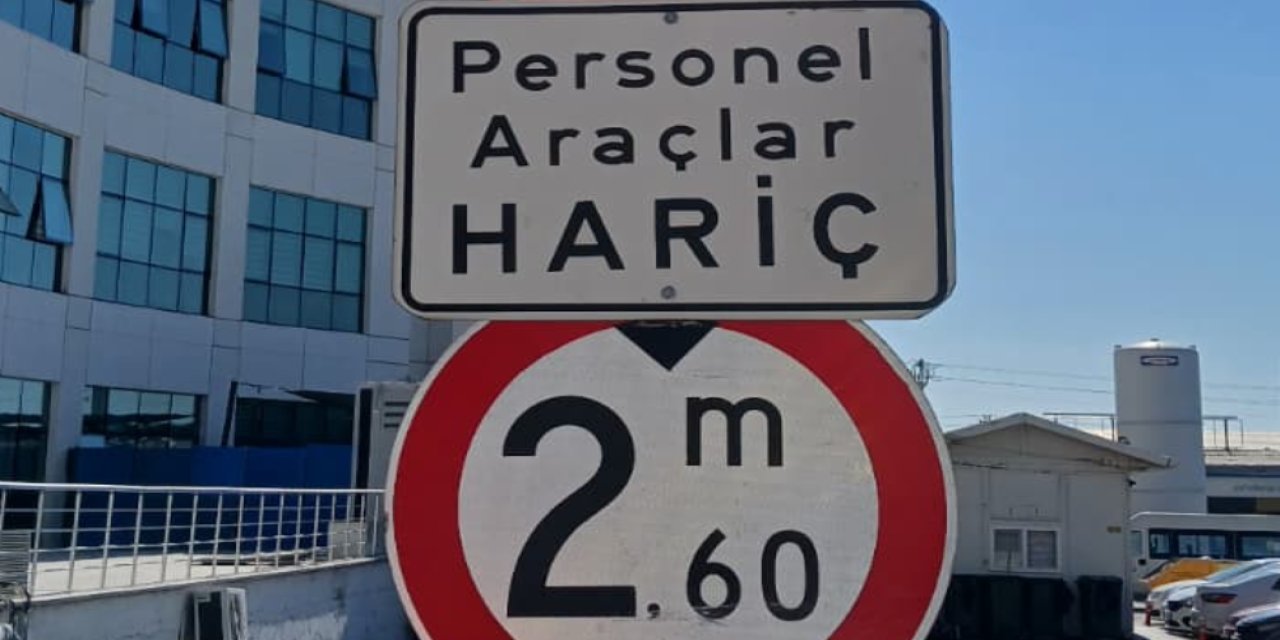 Personel
Araçlar
HARİÇ
2.60 m